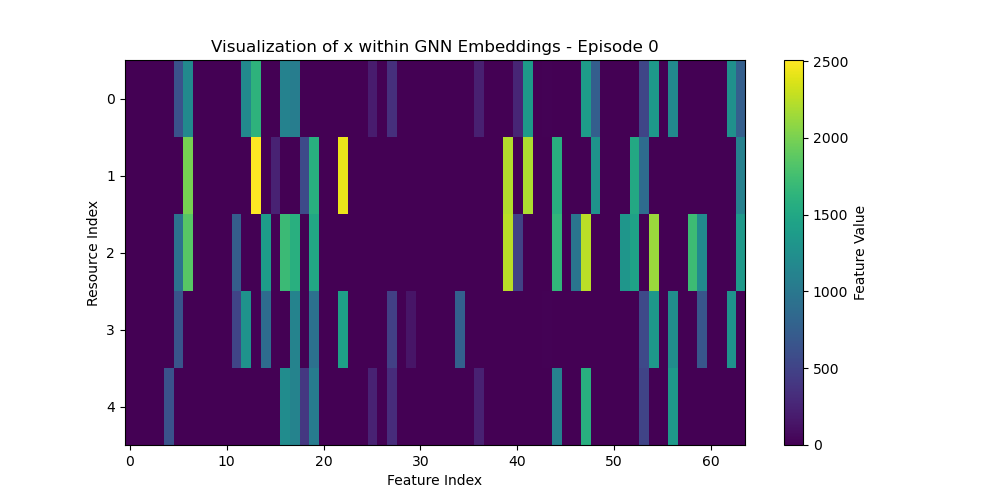 Visualization of x within GNN Embeddings - Episode 0
Resource Index
0
1
2
3
4
0 10 20 30 40 50 60
Feature Index
2500
2000
1500
1000
500
0
Feature Value